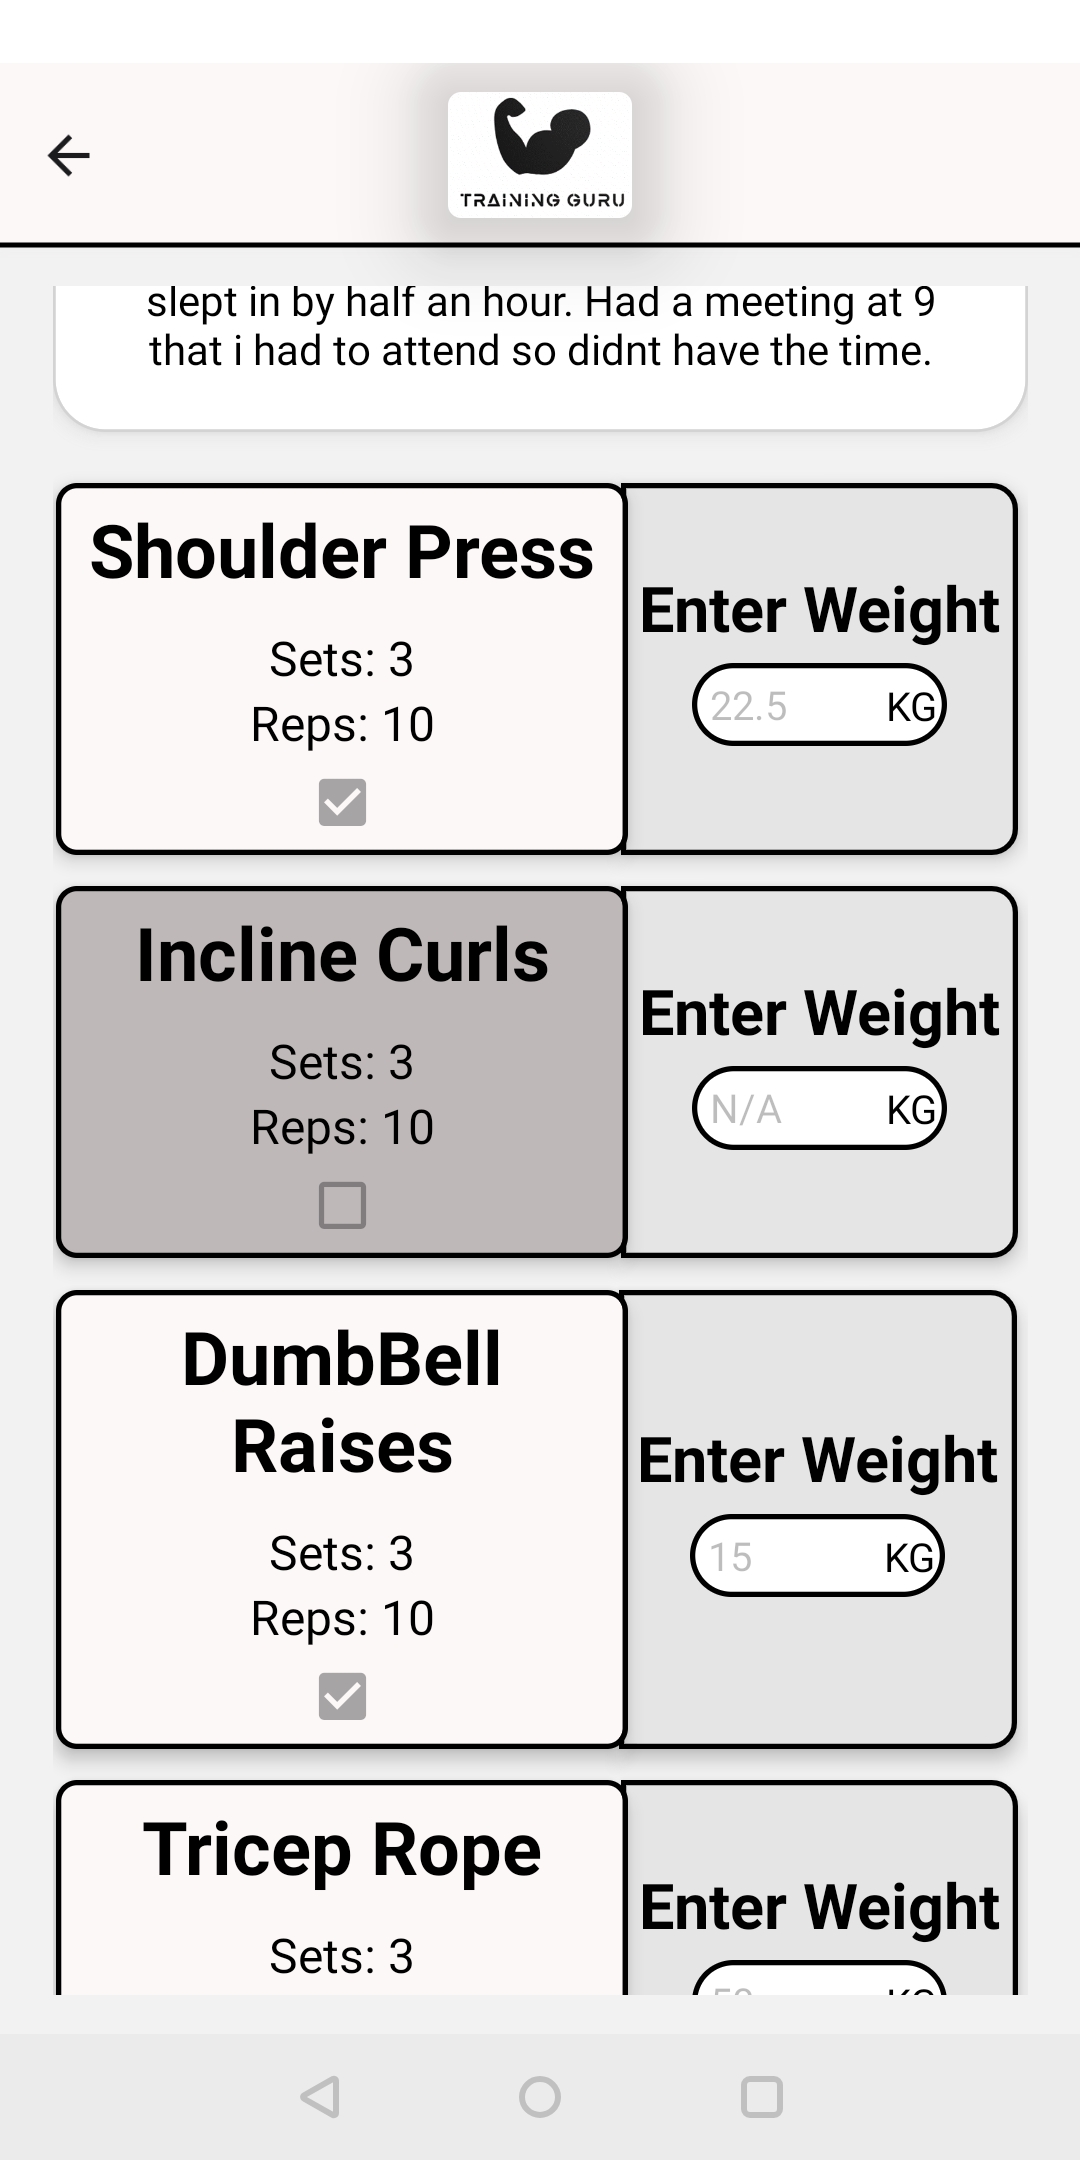 TRAINING GURU
slept in by half an hour. Had a meeting at 9
that i had to attend so didnt have the time.
Shoulder Press
Sets: 3
Reps: 10
Enter Weight
22.5 KG
Incline Curls
Sets: 3
Reps: 10
Enter Weight
N/A KG
DumbBell
Raises
Sets: 3
Reps: 10
Enter Weight
15 KG
Tricep Rope
Sets: 3
Enter Weight
KG